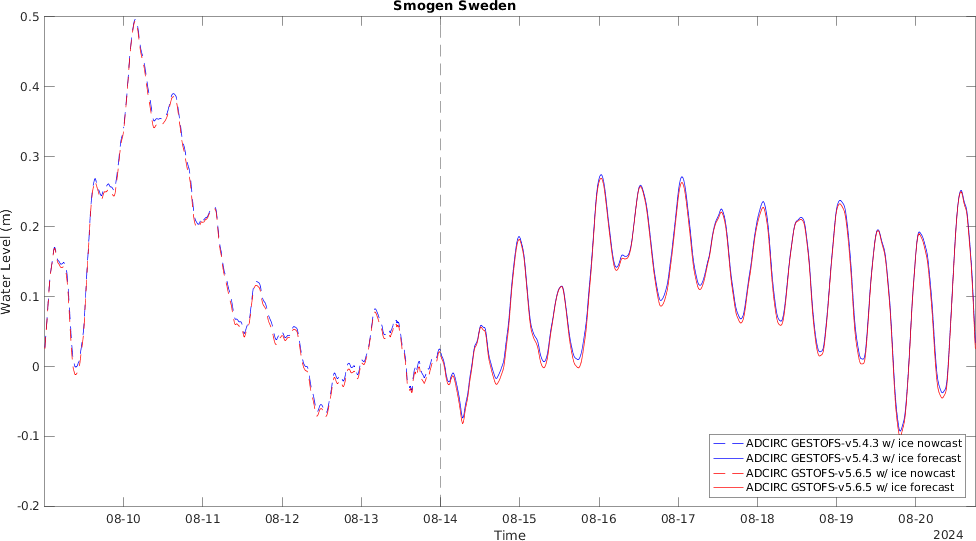 Smogen Sweden
0.5
0.4
0.3
0.2
0.1
0
-0.1
-0.2
Water Level (m)
08-10 08-11 08-12 08-13 08-14 08-15 08-16 08-17 08-18 08-19 08-20
Time
2024
ADCIRC GESTOFS-v5.4.3 w/ ice nowcast
ADCIRC GESTOFS-v5.4.3 w/ ice forecast
ADCIRC GSTOFS-v5.6.5 w/ ice nowcast
ADCIRC GSTOFS-v5.6.5 w/ ice forecast